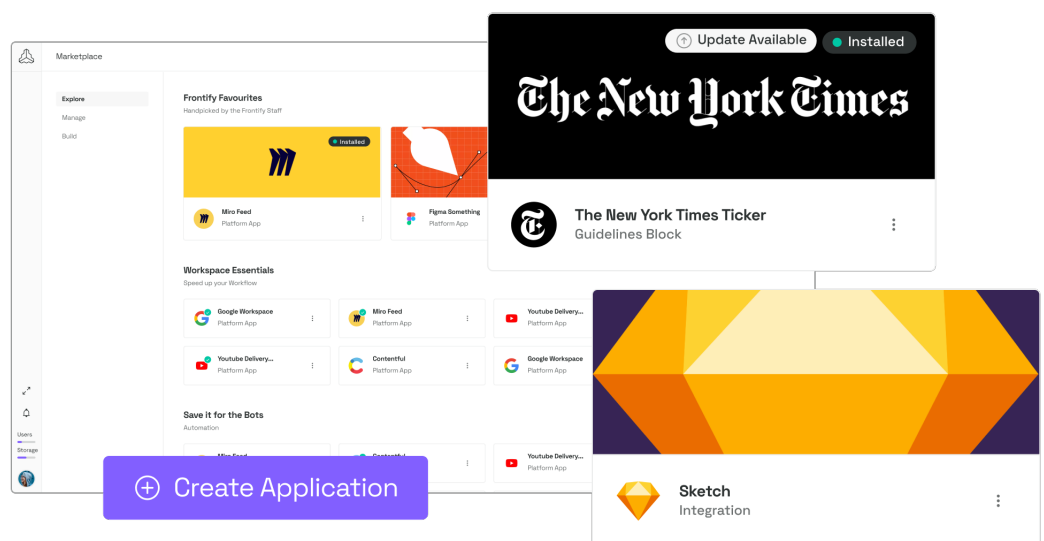 Marketplace
Explore
Manage
Build
Users
Storage
Frontify Favourites
Handpicked by the Frontify Staff
Installed
Miro Feed
Platform App
Figma Something
Platform App
Workspace Essentials
Speed up your Workflow
Google Workspace
Platform App
Miro Feed
Platform App
Youtube Delivery...
Platform App
Youtube Delivery...
Platform App
Contentful
Platform App
Google Workspace
Platform App
Save it for the Bots
Automation
Miro Feed
Contentful
Youtube Delivery...
Platform App
Create Application
Update Available
Installed
The New York Times
The New York Times Ticker
Guidelines Block
Sketch
Integration